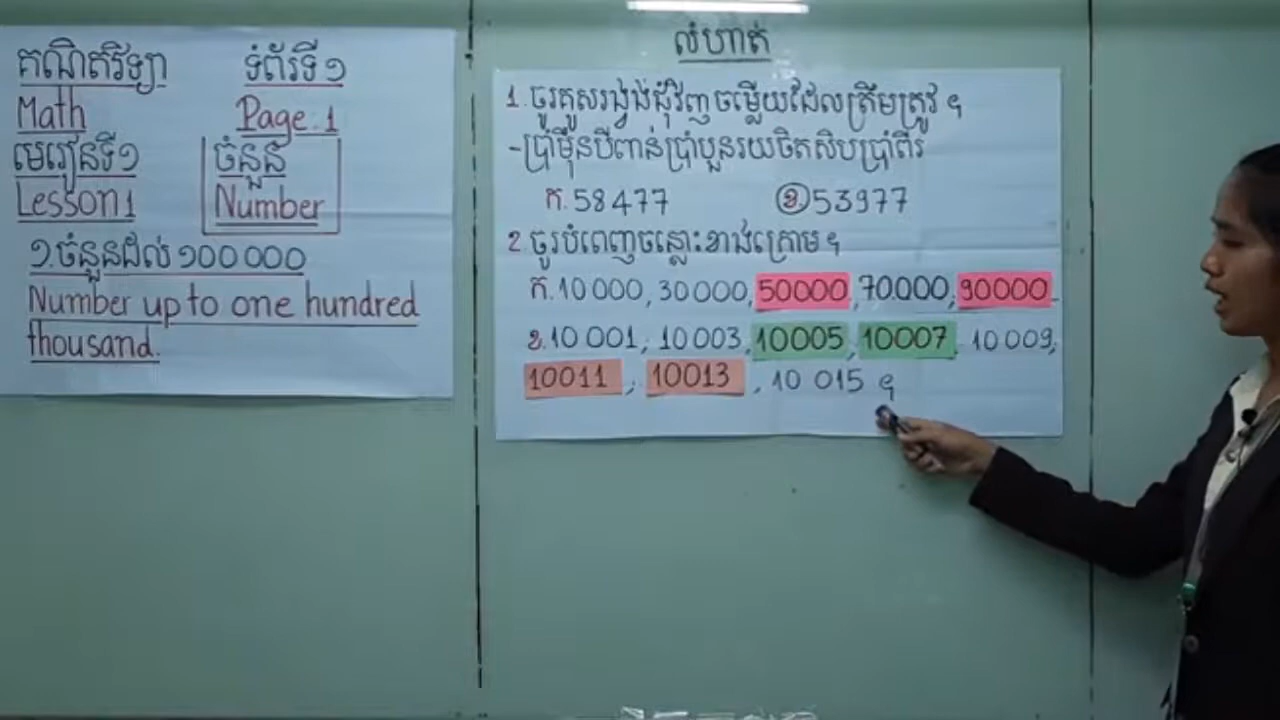 គណិតវិទ្យា ទំព័រទី១
Math Page:1
មេរៀនទី១ ចំនួន
Lesson1 Number
១.ចំនួនដល់ ១០០ ០០០
Number up to one hundred
thousand.
លំហាត់
1. ចូរគូសរង្វង់ជុំវិញចម្លើយដែលត្រឹមត្រូវ ។
-ប្រាំម៉ឺនបីពាន់ប្រាំបួនរយចិតសិបប្រាំពីរ
ក. 58477 ខ. 53977
2. ចូរបំពេញចន្លោះខាងក្រោម ។
ក. 10 000, 30 000, 50000, 70.000, 90000
ខ. 10 001, 10 003, 10005, 10007, 10 009,
10011, 10013, 10 015 ។